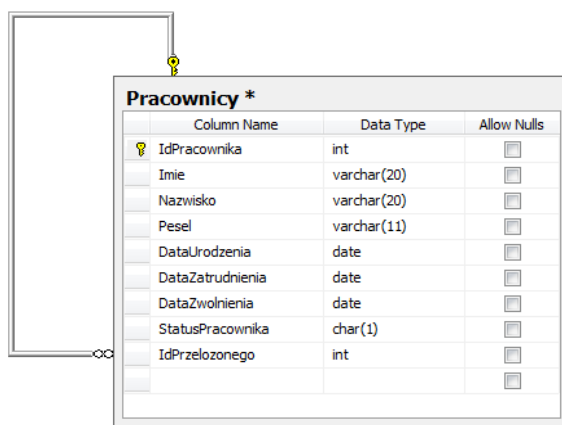 Pracownicy *
Column Name Data Type Allow Nulls
IdPracownika int
Imie varchar(20)
Nazwisko varchar(20)
Pesel varchar(11)
DataUrodzenia date
DataZatrudnienia date
DataZwolnienia date
StatusPracownika char(1)
IdPrzelozonego int